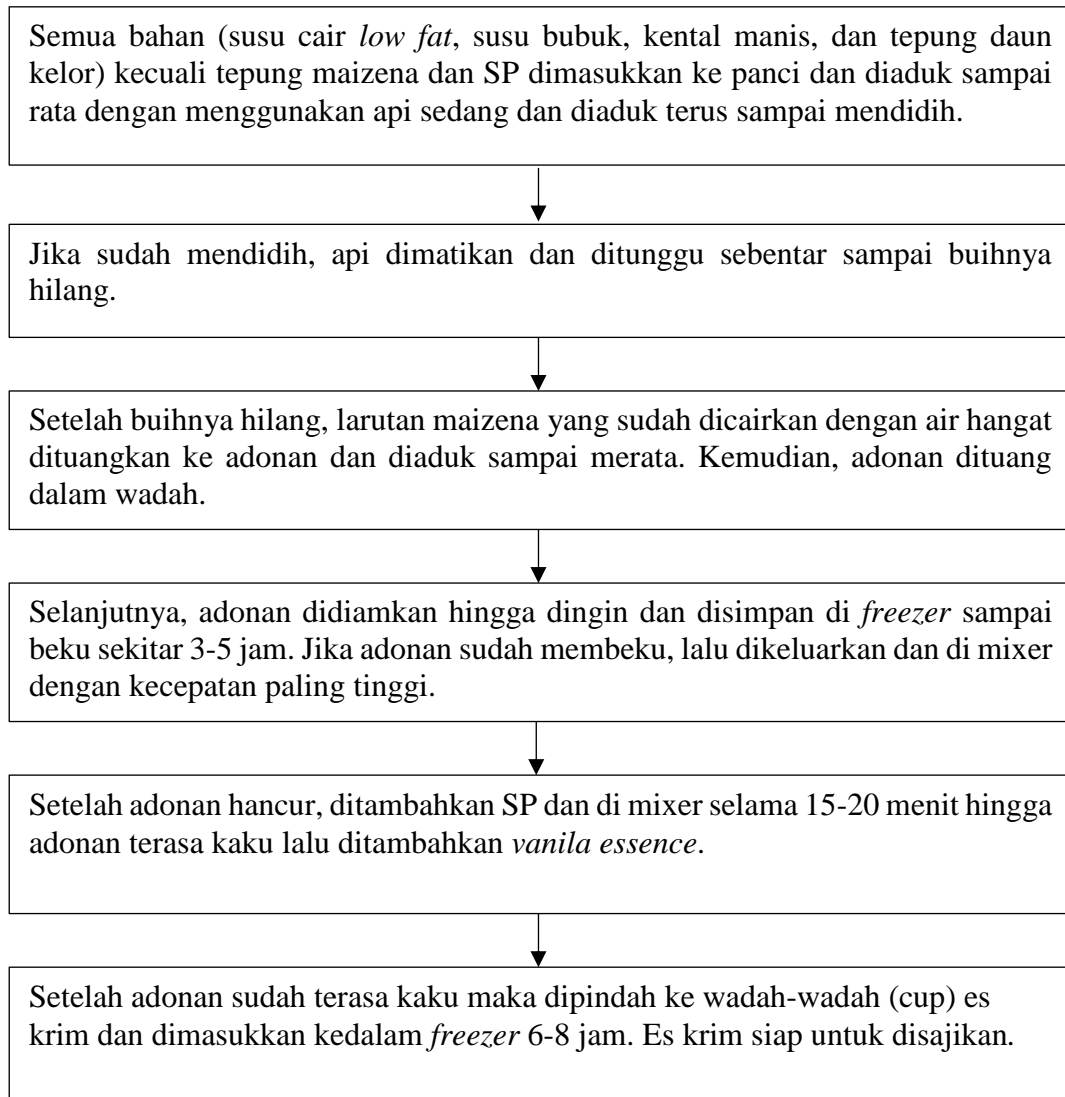 Semua bahan (susu cair low fat, susu bubuk, kental manis, dan tepung daun
kelor) kecuali tepung maizena dan SP dimasukkan ke panci dan diaduk sampai
rata dengan menggunakan api sedang dan diaduk terus sampai mendidih.
Jika sudah mendidih, api dimatikan dan ditunggu sebentar sampai buihnya
hilang.
Setelah buihnya hilang, larutan maizena yang sudah dicairkan dengan air hangat
dituangkan ke adonan dan diaduk sampai merata. Kemudian, adonan dituang
dalam wadah.
Selanjutnya, adonan didiamkan hingga dingin dan disimpan di freezer sampai
beku sekitar 3-5 jam. Jika adonan sudah membeku, lalu dikeluarkan dan di mixer
dengan kecepatan paling tinggi.
Setelah adonan hancur, ditambahkan SP dan di mixer selama 15-20 menit hingga
adonan terasa kaku lalu ditambahkan vanila essence.
Setelah adonan sudah terasa kaku maka dipindah ke wadah-wadah (cup) es
krim dan dimasukkan kedalam freezer 6-8 jam. Es krim siap untuk disajikan.